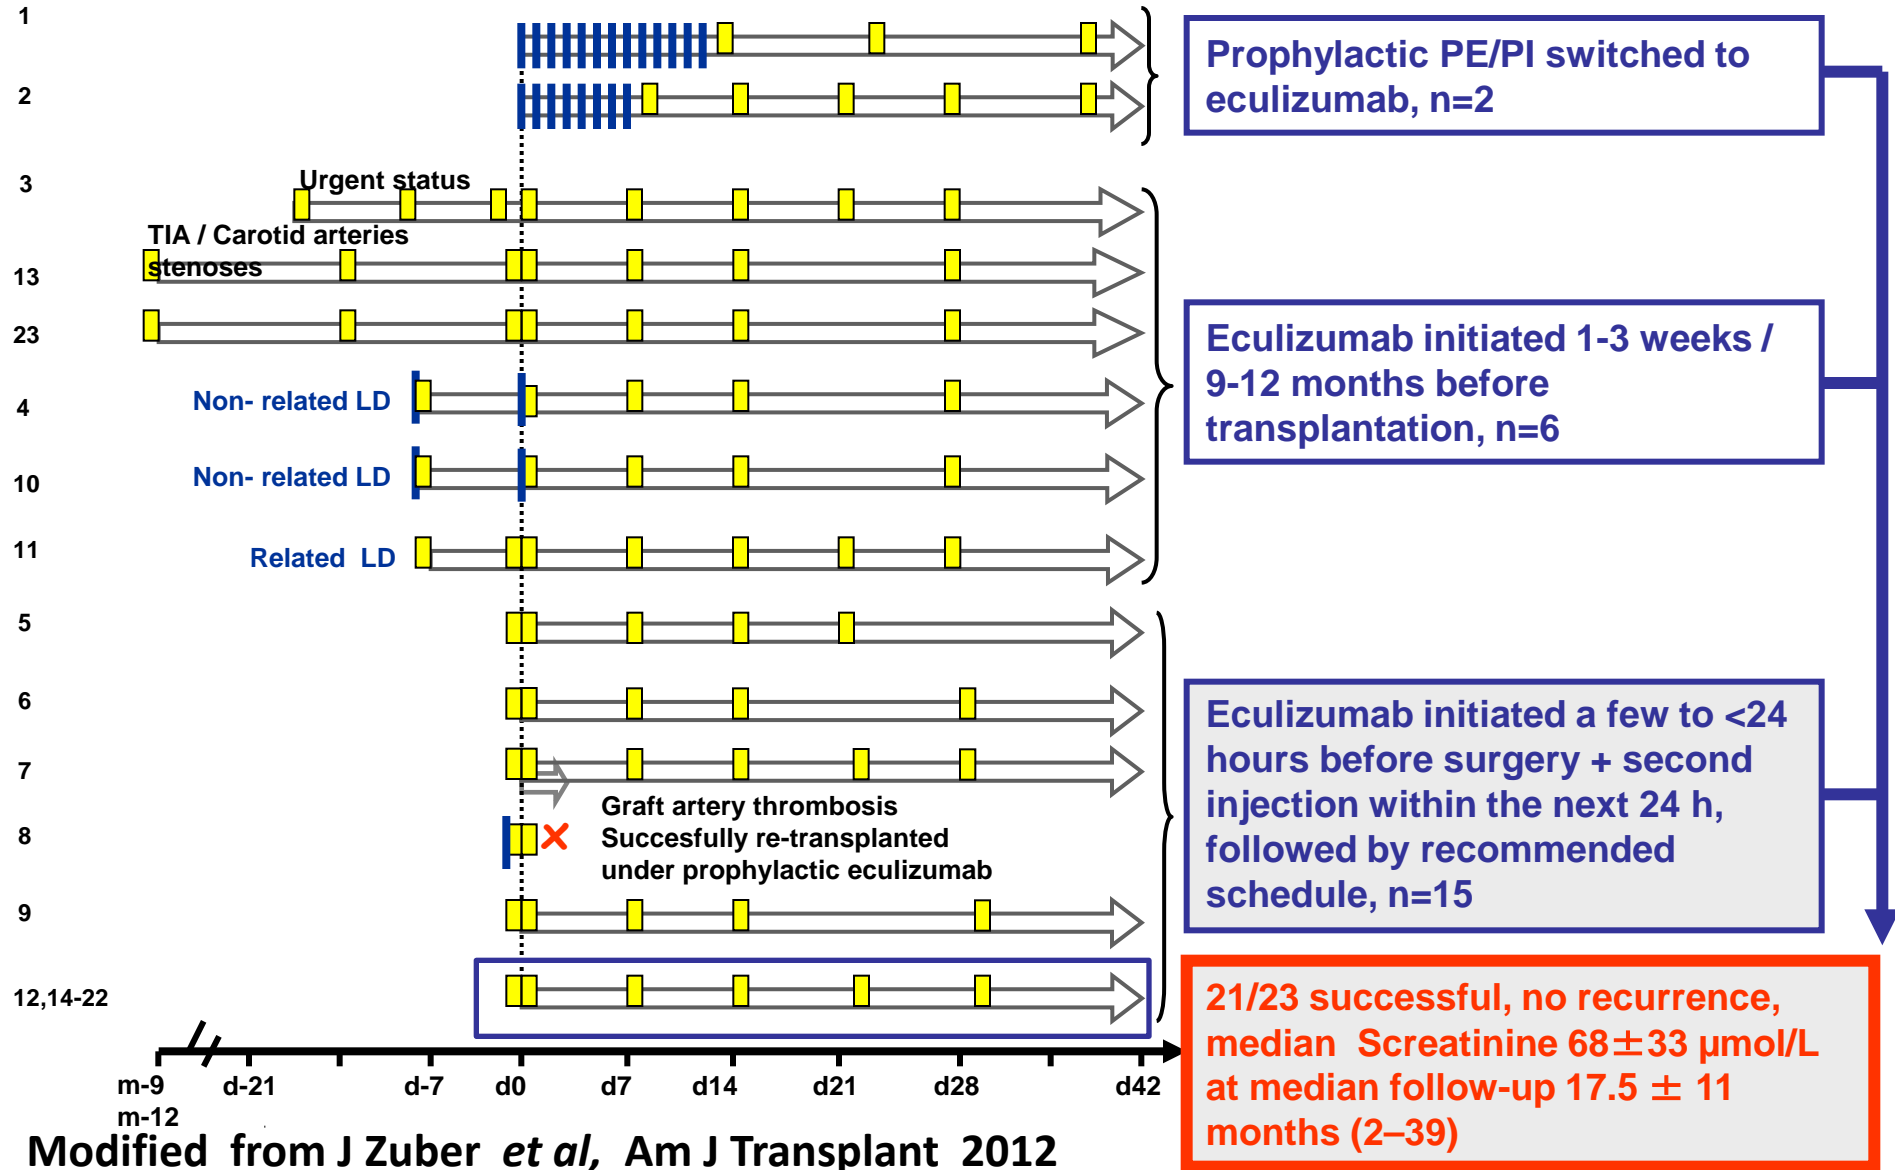 1
2
3
Urgent status
TIA / Carotid arteries
stenoses
13
23
4
Non- related LD
10
Non- related LD
11
Related LD
5
6
7
Graft artery thrombosis
Succesfully re-transplanted
under prophylactic eculizumab
8
9
12,14-22
m-9
m-12
d-21
d-7
d0
d7
d14
d21
d28
d42
Prophylactic PE/PI switched to
eculizumab, n=2
Eculizumab initiated 1-3 weeks /
9-12 months before
transplantation, n=6
Eculizumab initiated a few to <24
hours before surgery + second
injection within the next 24 h,
followed by recommended
schedule, n=15
21/23 successful, no recurrence,
median Screatinine 68±33 µmol/L
at median follow-up 17.5 ± 11
months (2–39)
Modified from J Zuber et al, Am J Transplant 2012